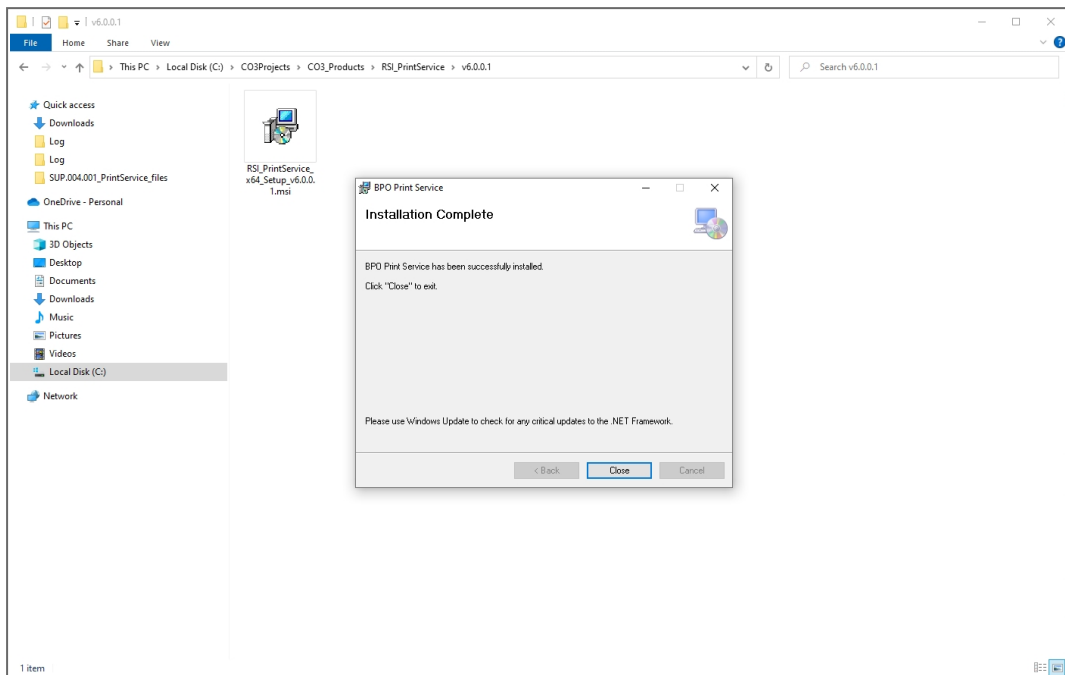 v6.0.0.1
File Home Share View
This PC > Local Disk (C:) > CO3Projects > CO3_Products > RSI_PrintService > v6.0.0.1
Search v6.0.0.1
Quick access
Downloads
Log
Log
SUP.004.001_PrintService_files
OneDrive - Personal
This PC
3D Objects
Desktop
Documents
Downloads
Music
Pictures
Videos
Local Disk (C:)
Network
RSI_PrintService_
x64_Setup_v6.0.0.
1.msi
BPO Print Service
Installation Complete
BPO Print Service has been successfully installed.
Click "Close" to exit.
Please use Windows Update to check for any critical updates to the .NET Framework.
< Back Close Cancel
1 item